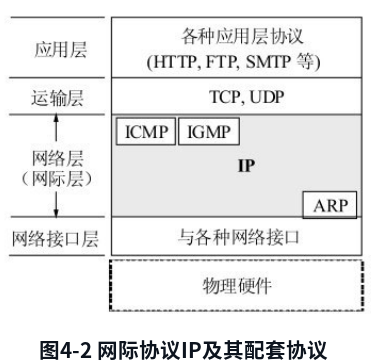 应用层
各种应用层协议
(HTTP, FTP, SMTP 等)
运输层
TCP, UDP
ICMP
IGMP
网络层
（网际层）
IP
ARP
网络接口层
与各种网络接口
物理硬件
图4-2 网际协议IP及其配套协议